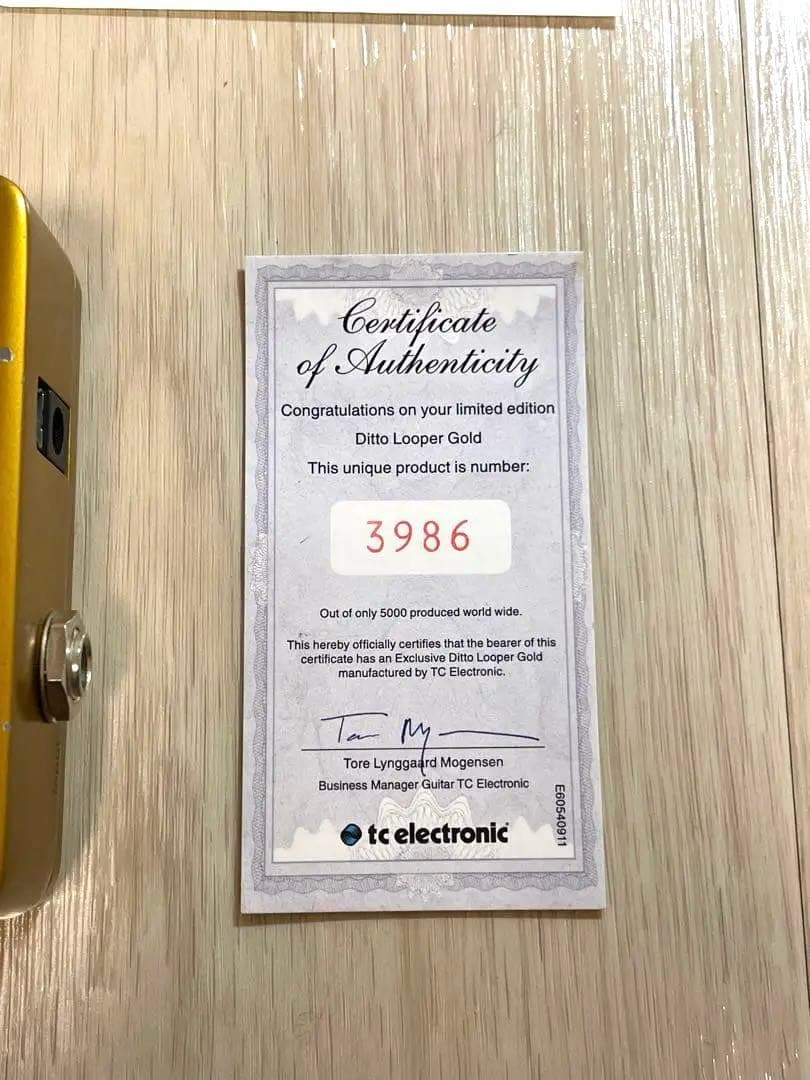 Certificate
of Authenticity
Congratulations on your limited edition
Ditto Looper Gold
This unique product is number:
3986
Out of only 5000 produced world wide.
This hereby officially certifies that the bearer of this
certificate has an Exclusive Ditto Looper Gold
manufactured by TC Electronic.
Tore Lynggaard Mogensen
Business Manager Guitar TC Electronic
tc electronic
E60540911